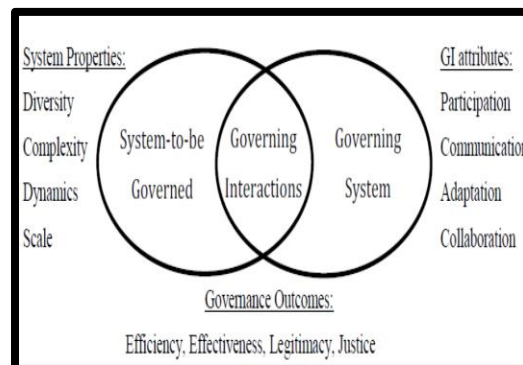 System Properties:
Diversity
Complexity
Dynamics
Scale
System-to-be
Governed
Governing
Interactions
Governing
System
GI attributes:
Participation
Communication
Adaptation
Collaboration
Governance Outcomes:
Efficiency, Effectiveness, Legitimacy, Justice